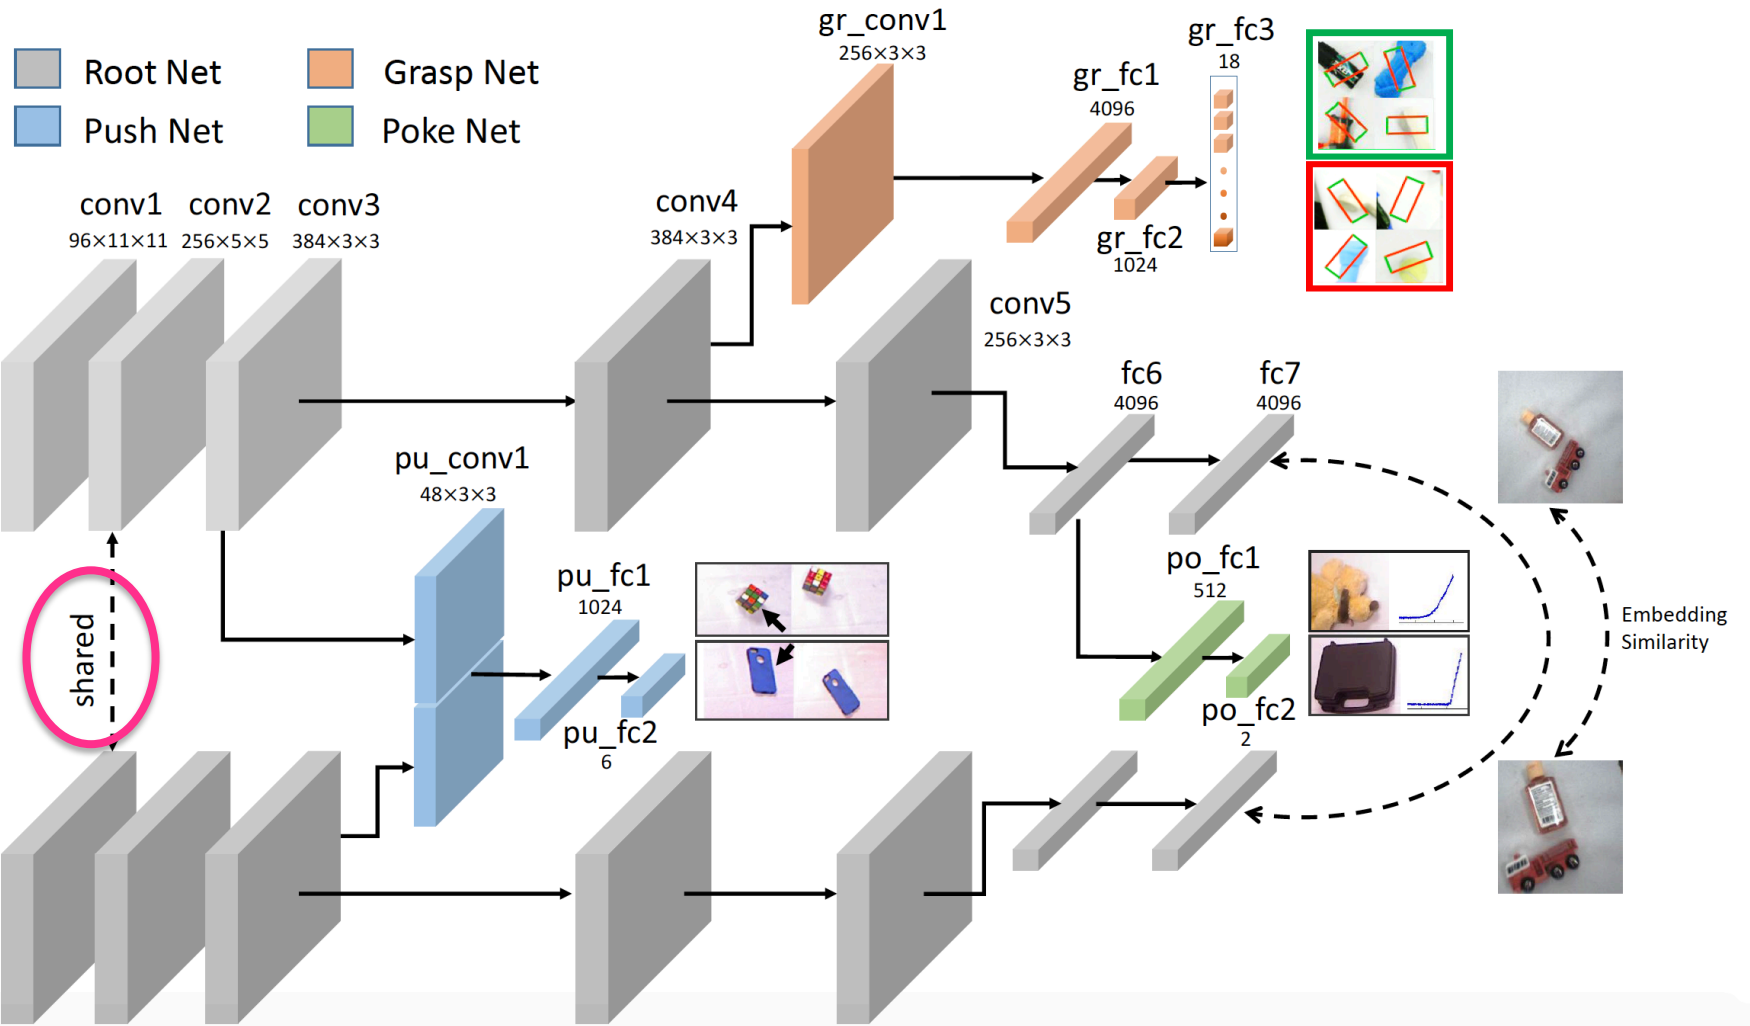 Root Net
Grasp Net
Push Net
Poke Net
gr_conv1
256×3×3
gr_fc1
4096
gr_fc2
1024
gr_fc3
18
conv1
96×11×11
conv2
256×5×5
conv3
384×3×3
conv4
384×3×3
conv5
256×3×3
fc6
4096
fc7
4096
pu_conv1
48×3×3
pu_fc1
1024
pu_fc2
6
po_fc1
512
po_fc2
2
shared
Embedding
Similarity